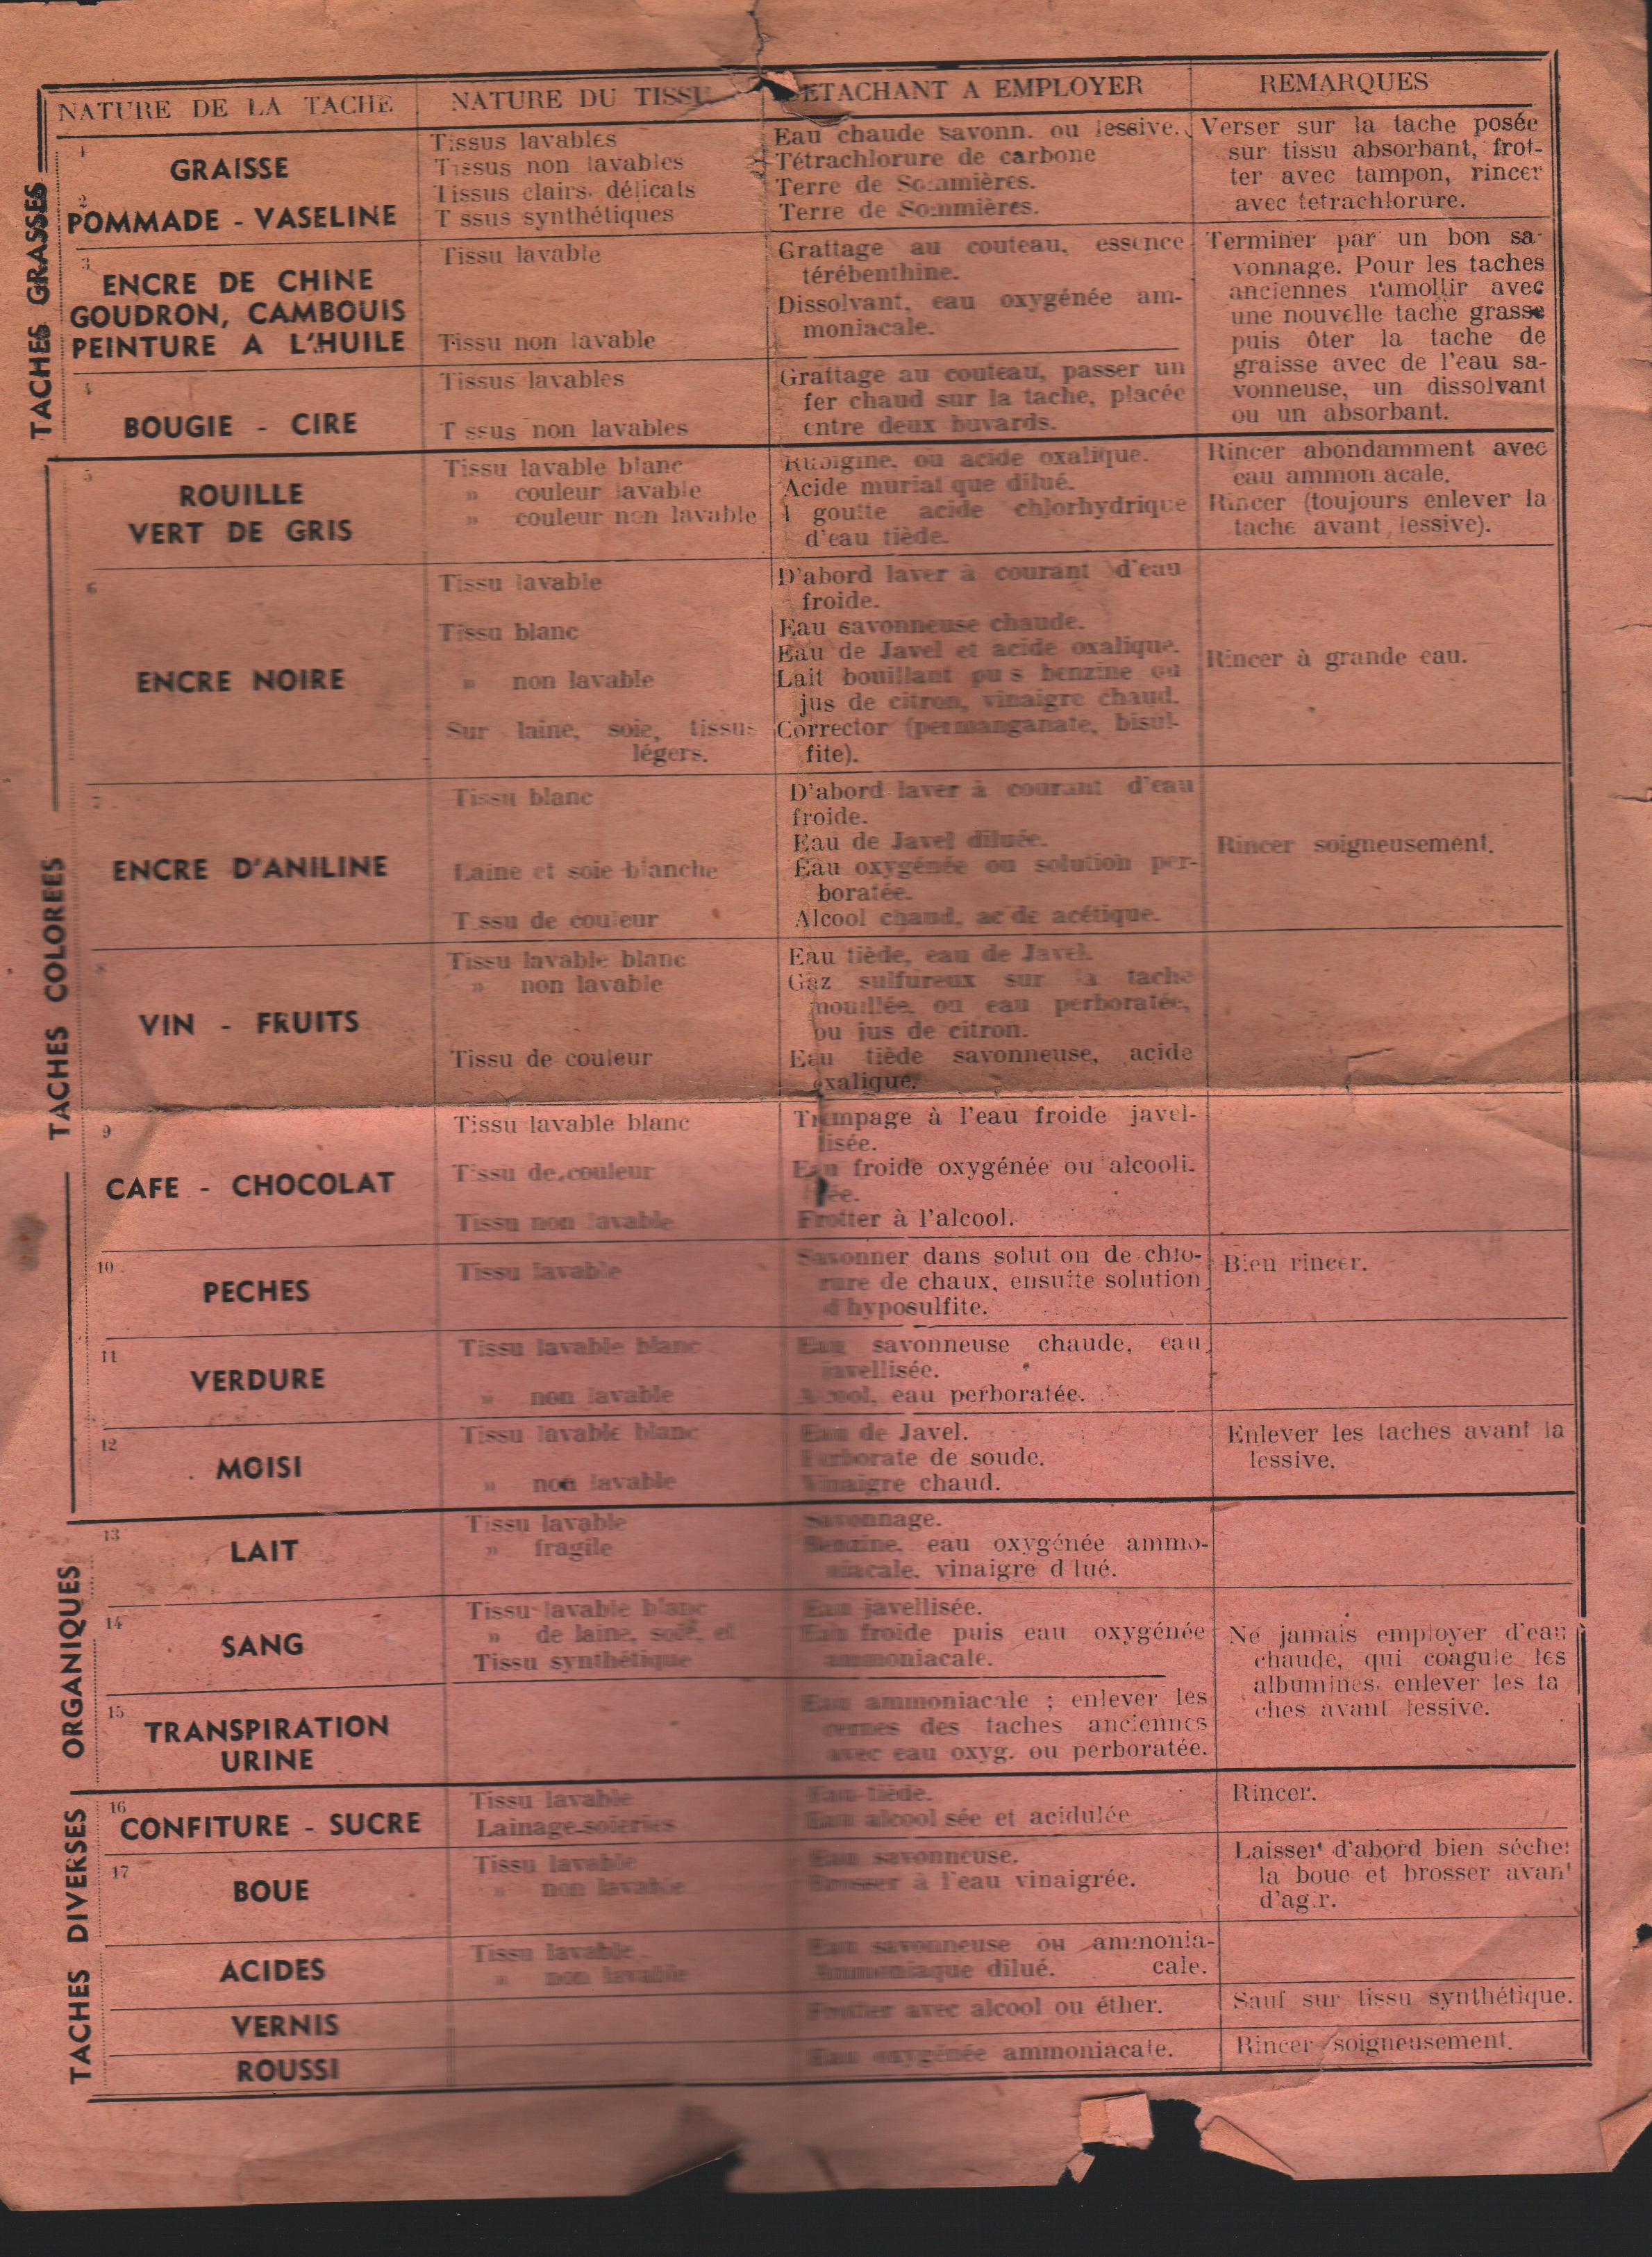 NATURE DE LA TACHE
NATURE DU TISSU
DETACHANT A EMPLOYER
REMARQUES
TACHES GRASSES
1
GRAISSE
2
POMMADE - VASELINE
Tissus lavables
Tissus non lavables
Tissus clairs, délicats
Tissus synthétiques
Eau chaude savonn. ou lessive.
Tétrachlorure de carbone
Terre de Sommières.
Terre de Sommières.
Verser sur la tache posée
sur tissu absorbant, frot-
ter avec tampon, rincer
avec tetrachlorure.
3
ENCRE DE CHINE
GOUDRON, CAMBOUIS
PEINTURE A L'HUILE
Tissu lavable
Tissu non lavable
Grattage au couteau, essence
térébenthine.
Dissolvant, eau oxygénée am-
moniacale.
Terminer par un bon sa-
vonnage. Pour les taches
anciennes ramollir avec
une nouvelle tache grasse
puis ôter la tache de
graisse avec de l'eau sa-
vonneuse, un dissolvant
ou un absorbant.
4
BOUGIE - CIRE
Tissus lavables
Tissus non lavables
Grattage au couteau, passer un
fer chaud sur la tache, placée
entre deux buvards.
TACHES COLOREES
5
ROUILLE
VERT DE GRIS
Tissu lavable blanc
» couleur lavable
» couleur non lavable
Rubigine, ou acide oxalique.
Acide muriatique dilué.
1 goutte acide chlorhydrique
d'eau tiède.
Rincer abondamment avec
eau ammoniacale.
Rincer (toujours enlever la
tache avant lessive).
6
ENCRE NOIRE
Tissu lavable
Tissu blanc
» non lavable
Sur laine, soie, tissus
légers.
D'abord laver à courant d'eau
froide.
Eau savonneuse chaude.
Eau de Javel et acide oxalique.
Lait bouillant puis benzine ou
jus de citron, vinaigre chaud.
Corrector (permanganate, bisul-
fite).
Rincer à grande eau.
7
ENCRE D'ANILINE
Tissu blanc
Laine et soie blanche
Tissu de couleur
D'abord laver à courant d'eau
froide.
Eau de Javel diluée.
Eau oxygénée ou solution per-
boratée.
Alcool chaud, acide acétique.
Rincer soigneusement.
8
VIN - FRUITS
Tissu lavable blanc
» non lavable
Tissu de couleur
Eau tiède, eau de Javel.
Gaz sulfureux sur la tache
mouillée, ou eau perboratée,
ou jus de citron.
Eau tiède savonneuse, acide
oxalique.
9
CAFE - CHOCOLAT
Tissu lavable blanc
Tissu de couleur
Tissu non lavable
Trempage à l'eau froide javel-
lisée.
Eau froide oxygénée ou alcooli-
sée.
Frotter à l'alcool.
10
PECHES
Tissu lavable
Savonner dans solution de chlo-
rure de chaux, ensuite solution
d'hyposulfite.
Bien rincer.
11
VERDURE
Tissu lavable blanc
» non lavable
Eau savonneuse chaude, eau
javellisée.
Alcool, eau perboratée.
12
MOISI
Tissu lavable blanc
» non lavable
Eau de Javel.
Perborate de soude.
Vinaigre chaud.
Enlever les taches avant la
lessive.
ORGANIQUES
13
LAIT
Tissu lavable
» fragile
Savonnage.
Benzine, eau oxygénée ammo-
niacale, vinaigre dilué.
14
SANG
Tissu lavable blanc
» de laine, soie, et
Tissu synthétique
Eau javellisée.
Eau froide puis eau oxygénée
ammoniacale.
Ne jamais employer d'eau
chaude, qui coagule les
albumines, enlever les ta
ches avant lessive.
15
TRANSPIRATION
URINE
Eau ammoniacale ; enlever les
cernes des taches anciennes
avec eau oxyg. ou perboratée.
TACHES DIVERSES
16
CONFITURE - SUCRE
Tissu lavable
Lainage-soieries
Eau tiède.
Eau alcoolisée et acidulée
Rincer.
17
BOUE
Tissu lavable
» non lavable
Eau savonneuse.
Brosser à l'eau vinaigrée.
Laisser d'abord bien sécher
la boue et brosser avant
d'agir.
ACIDES
Tissu lavable
» non lavable
Eau savonneuse ou ammonia-
Ammoniaque dilué. cale.
VERNIS
Frotter avec alcool ou éther.
Sauf sur tissu synthétique.
ROUSSI
Eau oxygénée ammoniacale.
Rincer soigneusement.